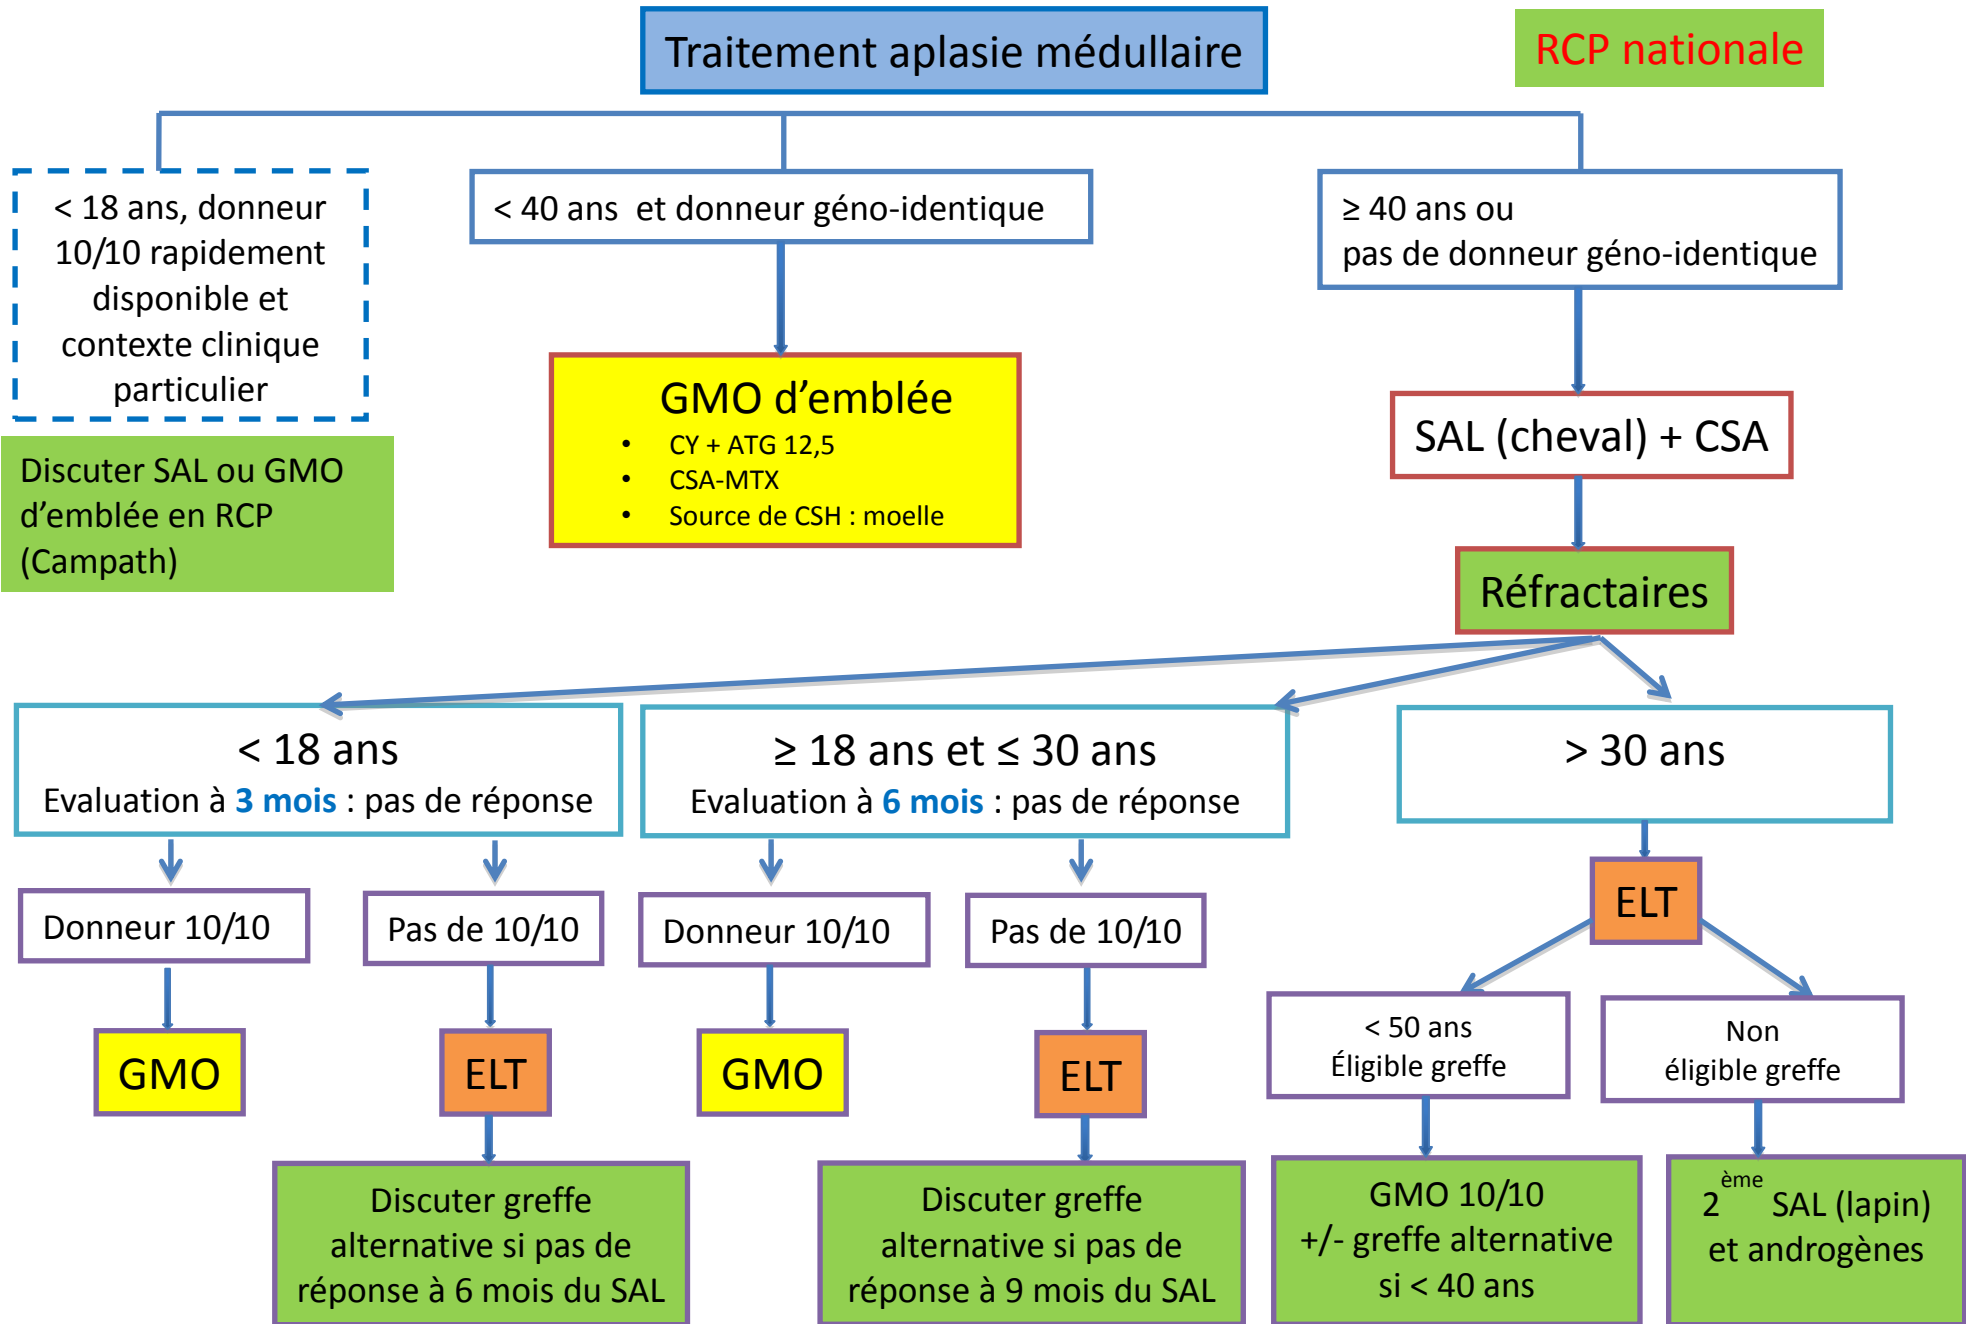 Traitement aplasie médullaire
RCP nationale
< 18 ans, donneur
10/10 rapidement
disponible et
contexte clinique
particulier
Discuter SAL ou GMO
d’emblée en RCP
(Campath)
< 40 ans et donneur géno-identique
GMO d’emblée
• CY + ATG 12,5
• CSA-MTX
• Source de CSH : moelle
≥ 40 ans ou
pas de donneur géno-identique
SAL (cheval) + CSA
Réfractaires
< 18 ans
Evaluation à 3 mois : pas de réponse
≥ 18 ans et ≤ 30 ans
Evaluation à 6 mois : pas de réponse
> 30 ans
Donneur 10/10
Pas de 10/10
Donneur 10/10
Pas de 10/10
ELT
GMO
ELT
GMO
ELT
< 50 ans
Éligible greffe
Non
éligible greffe
Discuter greffe
alternative si pas de
réponse à 6 mois du SAL
Discuter greffe
alternative si pas de
réponse à 9 mois du SAL
GMO 10/10
+/- greffe alternative
si < 40 ans
2ème SAL (lapin)
et androgènes